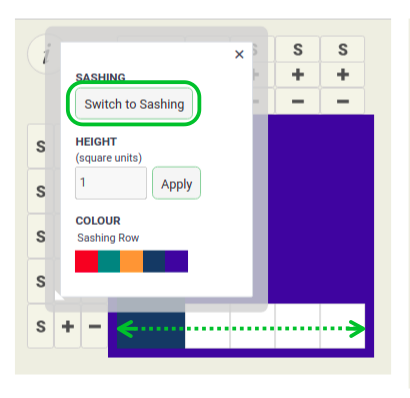 i
×
S S S
+ + +
− − −
SASHING
Switch to Sashing
HEIGHT
(square units)
1
Apply
COLOUR
Sashing Row
S
S
S
S
S + −